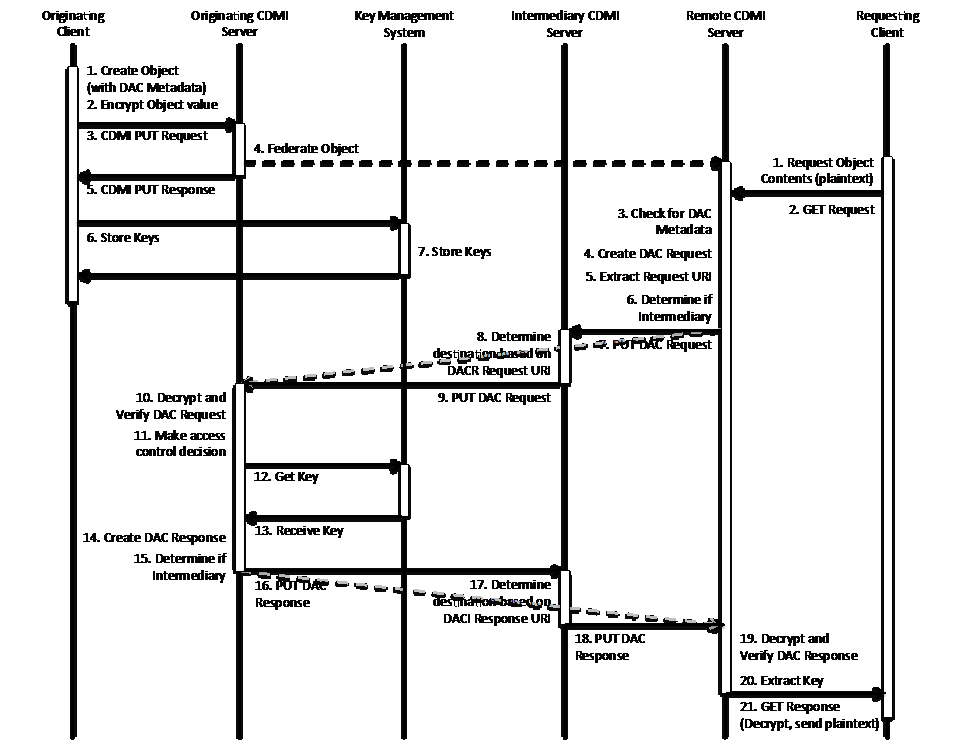 Originating
Client
Originating CDMI
Server
Key Management
System
Intermediary CDMI
Server
Remote CDMI
Server
Requesting
Client
1. Create Object
(with DAC Metadata)
2. Encrypt Object value
3. CDMI PUT Request
4. Federate Object
5. CDMI PUT Response
6. Store Keys
7. Store Keys
1. Request Object
Contents (plaintext)
2. GET Request
3. Check for DAC
Metadata
4. Create DAC Request
5. Extract Request URI
6. Determine if
Intermediary
7. PUT DAC Request
8. Determine
destination based on
DACR Request URI
9. PUT DAC Request
10. Decrypt and
Verify DAC Request
11. Make access
control decision
12. Get Key
13. Receive Key
14. Create DAC Response
15. Determine if
Intermediary
16. PUT DAC
Response
17. Determine
destination based on
DACI Response URI
18. PUT DAC
Response
19. Decrypt and
Verify DAC Response
20. Extract Key
21. GET Response
(Decrypt, send plaintext)